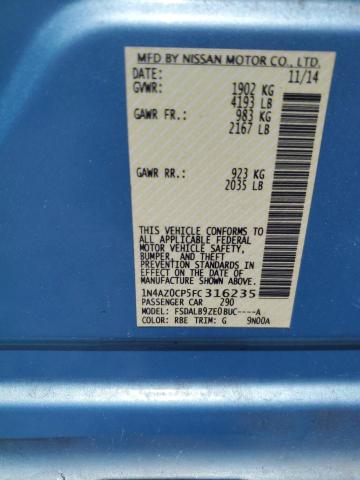 MFD BY NISSAN MOTOR CO., LTD.
DATE: 11/14
GVWR: 1902 KG
4193 LB
GAWR FR.: 983 KG
2167 LB
GAWR RR.: 923 KG
2035 LB
THIS VEHICLE CONFORMS TO
ALL APPLICABLE FEDERAL
MOTOR VEHICLE SAFETY,
BUMPER, AND THEFT
PREVENTION STANDARDS IN
EFFECT ON THE DATE OF
MANUFACTURE SHOWN ABOVE.
1N4AZ0CP5FC316235
PASSENGER CAR 290
MODEL: FSDALB9ZE0BUC----A
COLOR: RBE TRIM: G 9N00A